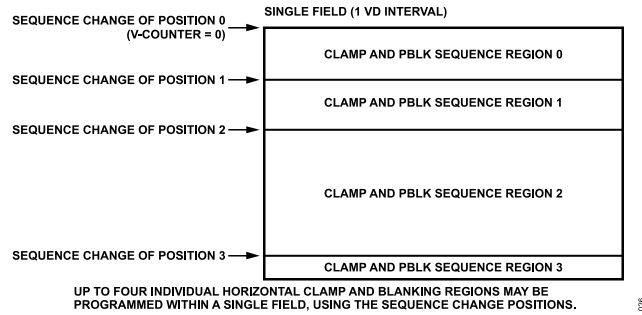 SINGLE FIELD (1 VD INTERVAL)
SEQUENCE CHANGE OF POSITION 0
(V-COUNTER = 0)
CLAMP AND PBLK SEQUENCE REGION 0
SEQUENCE CHANGE OF POSITION 1
CLAMP AND PBLK SEQUENCE REGION 1
SEQUENCE CHANGE OF POSITION 2
CLAMP AND PBLK SEQUENCE REGION 2
SEQUENCE CHANGE OF POSITION 3
CLAMP AND PBLK SEQUENCE REGION 3
UP TO FOUR INDIVIDUAL HORIZONTAL CLAMP AND BLANKING REGIONS MAY BE
PROGRAMMED WITHIN A SINGLE FIELD, USING THE SEQUENCE CHANGE POSITIONS.